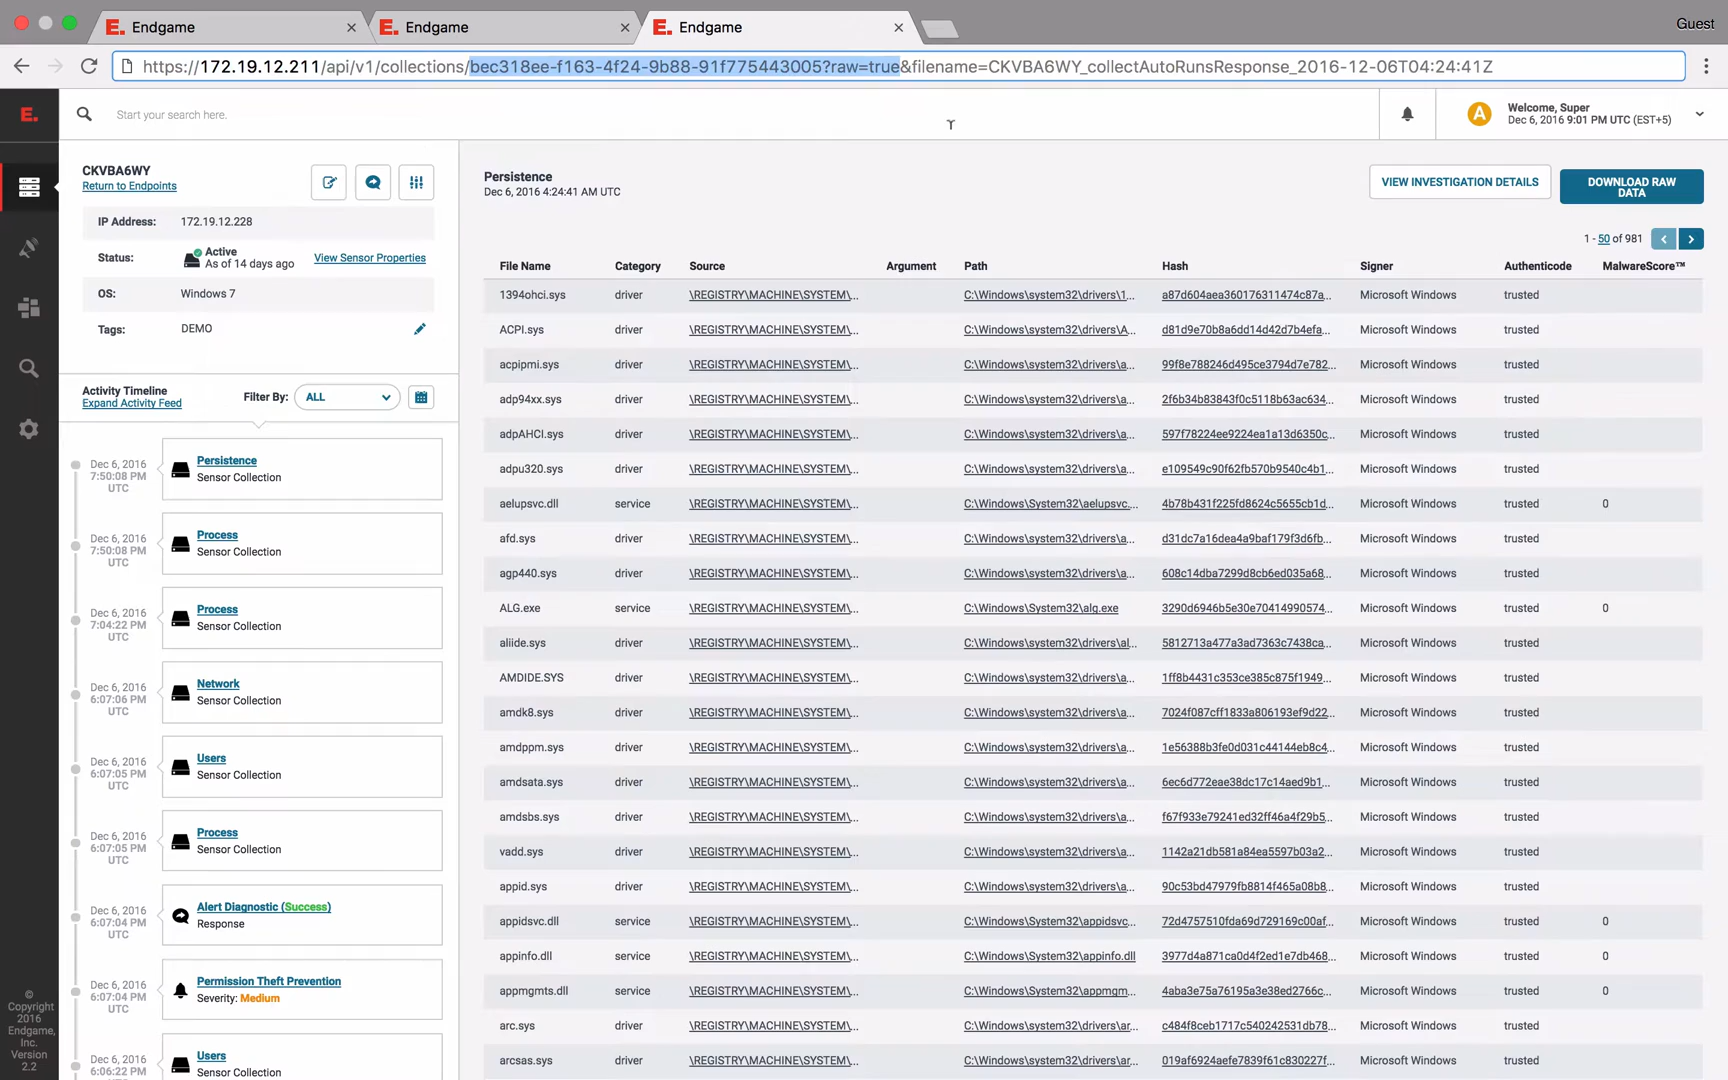 Endgame
Endgame
Endgame
Guest
https://172.19.12.211/api/v1/collections/bec318ee-f163-4f24-9b88-91f775443005?raw=true&filename=CKVBA6WY_collectAutoRunsResponse_2016-12-06T04:24:41Z
E.
Start your search here.
A
Welcome, Super
Dec 6, 2016 9:01 PM UTC (EST+5)
CKVBA6WY
Return to Endpoints
IP Address: 172.19.12.228
Status: Active
As of 14 days ago
View Sensor Properties
OS: Windows 7
Tags: DEMO
Activity Timeline
Expand Activity Feed
Filter By: ALL
Dec 6, 2016
7:50:08 PM
UTC
Persistence
Sensor Collection
Dec 6, 2016
7:50:08 PM
UTC
Process
Sensor Collection
Dec 6, 2016
7:04:22 PM
UTC
Process
Sensor Collection
Dec 6, 2016
6:07:06 PM
UTC
Network
Sensor Collection
Dec 6, 2016
6:07:05 PM
UTC
Users
Sensor Collection
Dec 6, 2016
6:07:05 PM
UTC
Process
Sensor Collection
Dec 6, 2016
6:07:04 PM
UTC
Alert Diagnostic (Success)
Response
Dec 6, 2016
6:07:04 PM
UTC
Permission Theft Prevention
Severity: Medium
Dec 6, 2016
6:06:22 PM
Users
Sensor Collection
©
Copyright
2016
Endgame,
Inc.
Version
2.2
Persistence
Dec 6, 2016 4:24:41 AM UTC
VIEW INVESTIGATION DETAILS
DOWNLOAD RAW
DATA
1 - 50 of 981
File Name Category Source Argument Path Hash Signer Authenticode MalwareScore™
1394ohci.sys driver \REGISTRY\MACHINE\SYSTEM\... C:\Windows\system32\drivers\1... a87d604aea360176311474c87a... Microsoft Windows trusted
ACPI.sys driver \REGISTRY\MACHINE\SYSTEM\... C:\Windows\system32\drivers\A... d81d9e70b8a6dd14d42d7b4efa... Microsoft Windows trusted
acpipmi.sys driver \REGISTRY\MACHINE\SYSTEM\... C:\Windows\system32\drivers\a... 99f8e788246d495ce3794d7e782... Microsoft Windows trusted
adp94xx.sys driver \REGISTRY\MACHINE\SYSTEM\... C:\Windows\system32\drivers\a... 2f6b34b83843f0c5118b63ac634... Microsoft Windows trusted
adpAHCI.sys driver \REGISTRY\MACHINE\SYSTEM\... C:\Windows\system32\drivers\a... 597f78224ee9224ea1a13d6350c... Microsoft Windows trusted
adpu320.sys driver \REGISTRY\MACHINE\SYSTEM\... C:\Windows\system32\drivers\a... e109549c90f62fb570b9540c4b1... Microsoft Windows trusted
aelupsvc.dll service \REGISTRY\MACHINE\SYSTEM\... C:\Windows\System32\aelupsvc.... 4b78b431f225fd8624c5655cb1d... Microsoft Windows trusted 0
afd.sys driver \REGISTRY\MACHINE\SYSTEM\... C:\Windows\system32\drivers\a... d31dc7a16dea4a9baf179f3d6fb... Microsoft Windows trusted
agp440.sys driver \REGISTRY\MACHINE\SYSTEM\... C:\Windows\system32\drivers\a... 608c14dba7299d8cb6ed035a68... Microsoft Windows trusted
ALG.exe service \REGISTRY\MACHINE\SYSTEM\... C:\Windows\System32\alg.exe 3290d6946b5e30e70414990574... Microsoft Windows trusted 0
aliide.sys driver \REGISTRY\MACHINE\SYSTEM\... C:\Windows\system32\drivers\al... 5812713a477a3ad7363c7438ca... Microsoft Windows trusted
AMDIDE.SYS driver \REGISTRY\MACHINE\SYSTEM\... C:\Windows\system32\drivers\a... 1ff8b4431c353ce385c875f1949... Microsoft Windows trusted
amdk8.sys driver \REGISTRY\MACHINE\SYSTEM\... C:\Windows\system32\drivers\a... 7024f087cff1833a806193ef9d22... Microsoft Windows trusted
amdppm.sys driver \REGISTRY\MACHINE\SYSTEM\... C:\Windows\system32\drivers\a... 1e56388b3fe0d031c44144eb8c4... Microsoft Windows trusted
amdsata.sys driver \REGISTRY\MACHINE\SYSTEM\... C:\Windows\system32\drivers\a... 6ec6d772eae38dc17c14aed9b1... Microsoft Windows trusted
amdsbs.sys driver \REGISTRY\MACHINE\SYSTEM\... C:\Windows\system32\drivers\a... f67f933e79241ed32ff46a4f29b5... Microsoft Windows trusted
vadd.sys driver \REGISTRY\MACHINE\SYSTEM\... C:\Windows\system32\drivers\a... 1142a21db581a84ea5597b03a2... Microsoft Windows trusted
appid.sys driver \REGISTRY\MACHINE\SYSTEM\... C:\Windows\system32\drivers\a... 90c53bd47979fb8814f465a08b8... Microsoft Windows trusted
appidsvc.dll service \REGISTRY\MACHINE\SYSTEM\... C:\Windows\System32\appidsvc... 72d4757510fda69d729169c00af... Microsoft Windows trusted 0
appinfo.dll service \REGISTRY\MACHINE\SYSTEM\... C:\Windows\System32\appinfo.dll 3977d4a871ca0d4f2ed1e7db468... Microsoft Windows trusted 0
appmgmts.dll service \REGISTRY\MACHINE\SYSTEM\... C:\Windows\System32\appmgm... 4aba3e75a76195a3e38ed2766c... Microsoft Windows trusted 0
arc.sys driver \REGISTRY\MACHINE\SYSTEM\... C:\Windows\system32\drivers\ar... c484f8ceb1717c540242531db78... Microsoft Windows trusted
arcsas.sys driver \REGISTRY\MACHINE\SYSTEM\... C:\Windows\system32\drivers\ar... 019af6924aefe7839f61c830227f... Microsoft Windows trusted